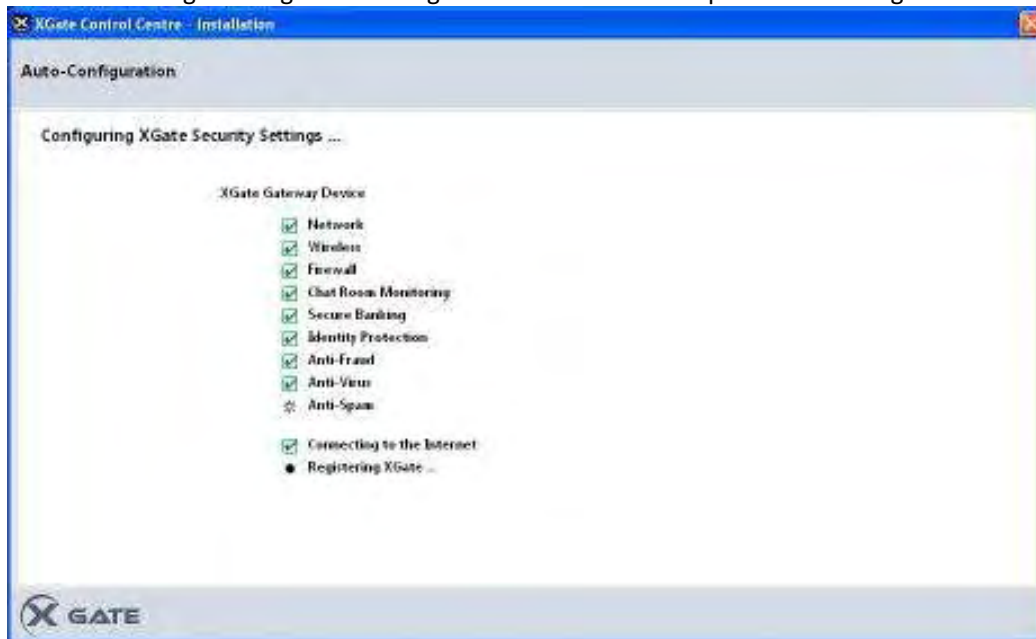 XGate Control Centre - Installation
Auto-Configuration
Configuring XGate Security Settings ...
XGate Gateway Device
Network
Wireless
Firewall
Chat Room Monitoring
Secure Banking
Identity Protection
Anti-Fraud
Anti-Virus
Anti-Spam
Connecting to the Internet
Registering XGate ...
X GATE